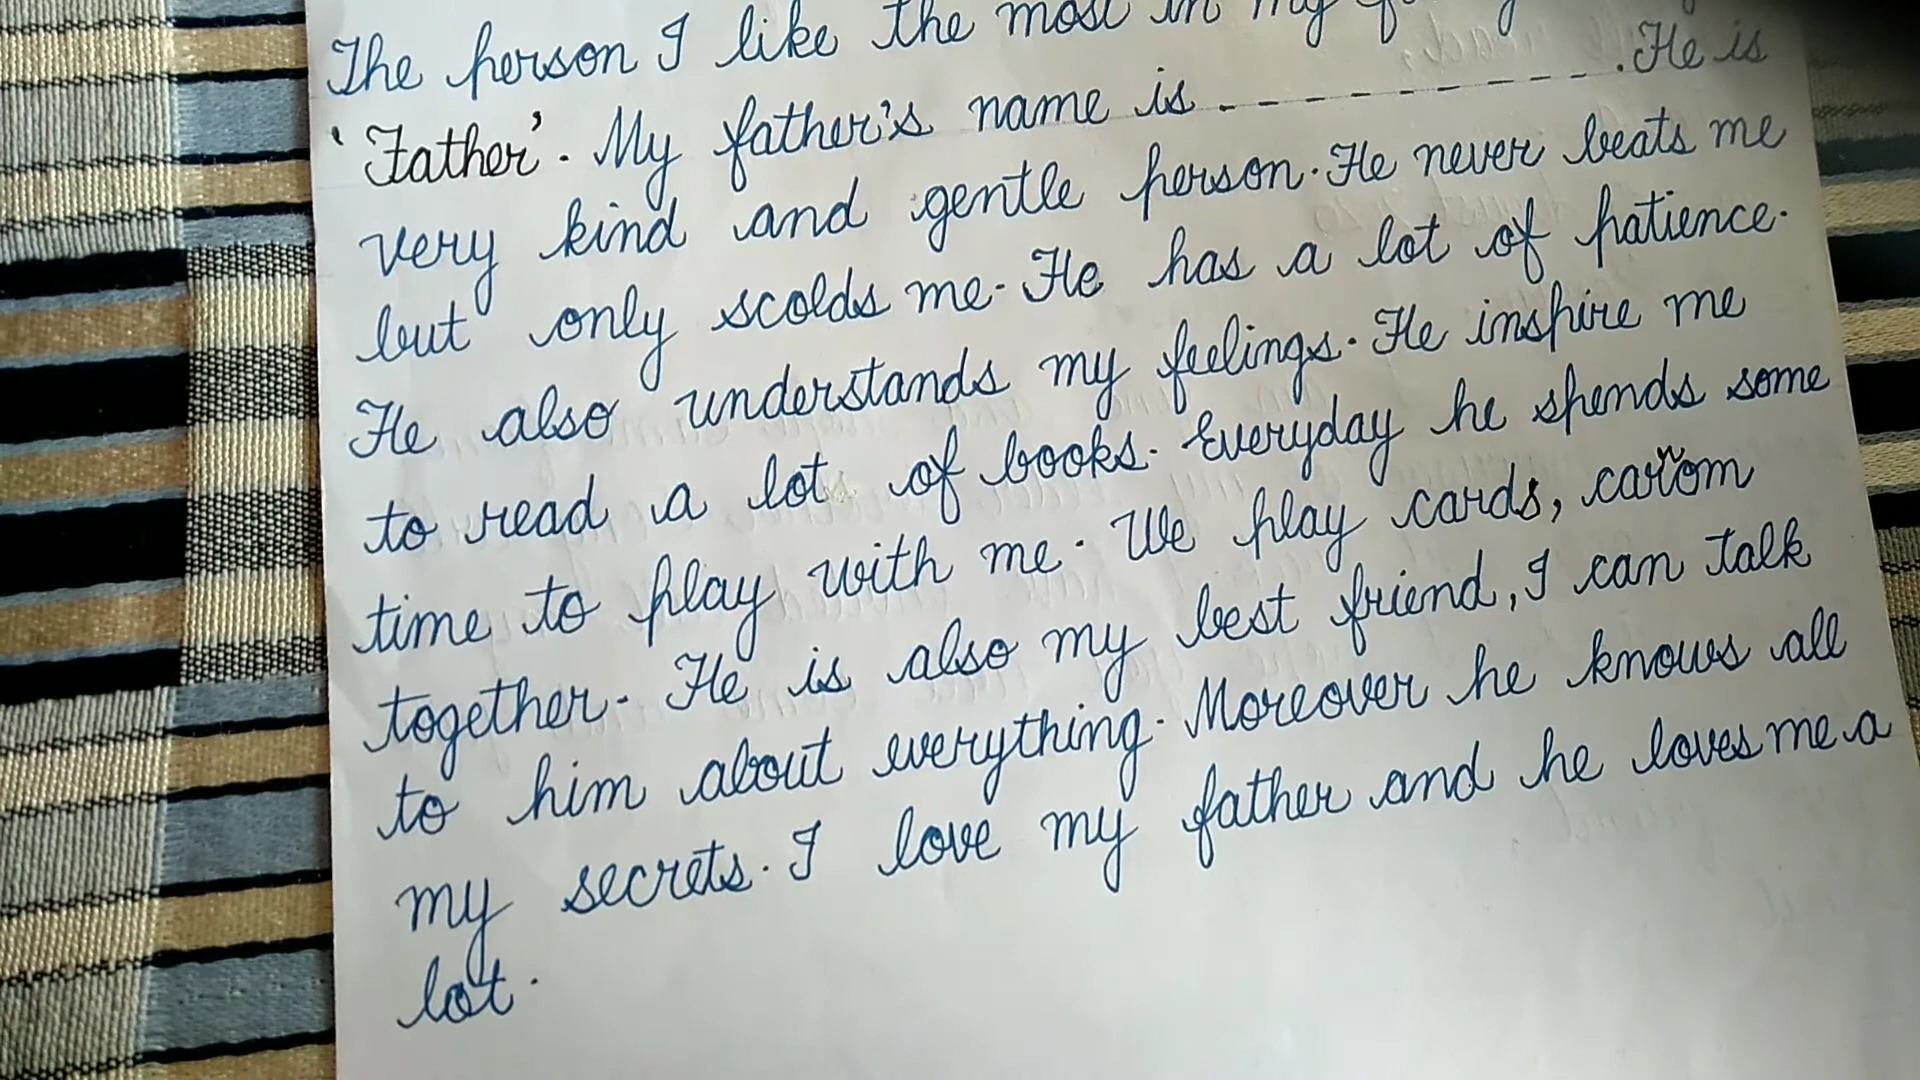 The person I like the most in my
'Father'. My father's name is ----------. He is
very kind and gentle person. He never beats me
but only scolds me. He has a lot of patience.
He also understands my feelings. He inspire me
to read a lot of books. Everyday he spends some
time to play with me. We play cards, carrom
together. He is also my best friend, I can talk
to him about everything. Moreover he knows all
my secrets. I love my father and he loves me a
lot.